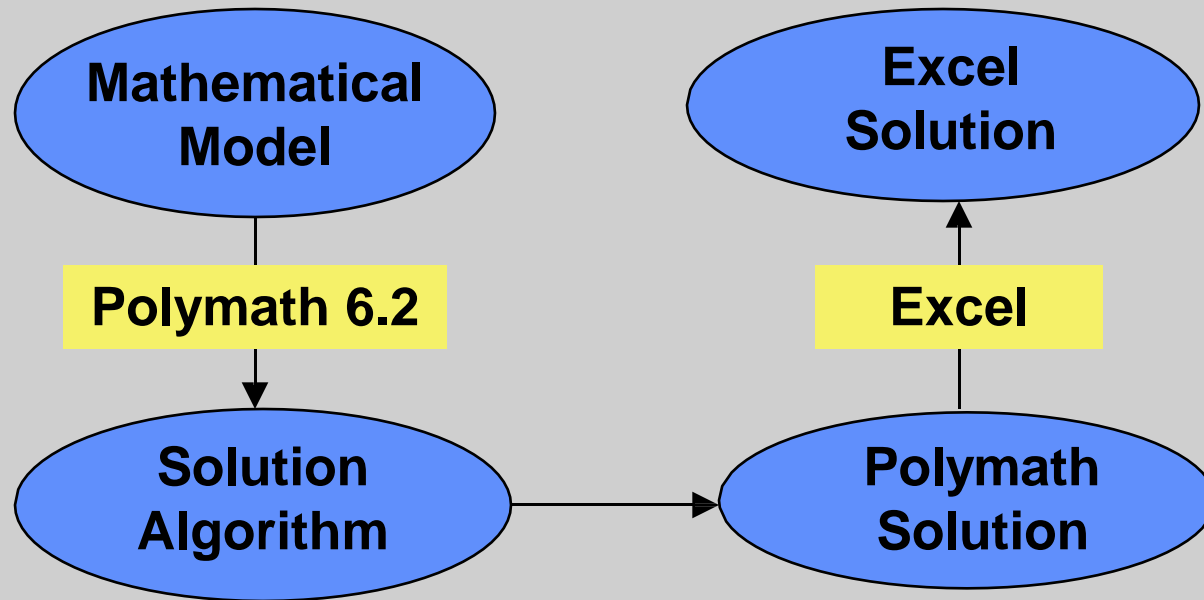 Mathematical
Model
Polymath 6.2
Solution
Algorithm
Polymath
Solution
Excel
Excel
Solution